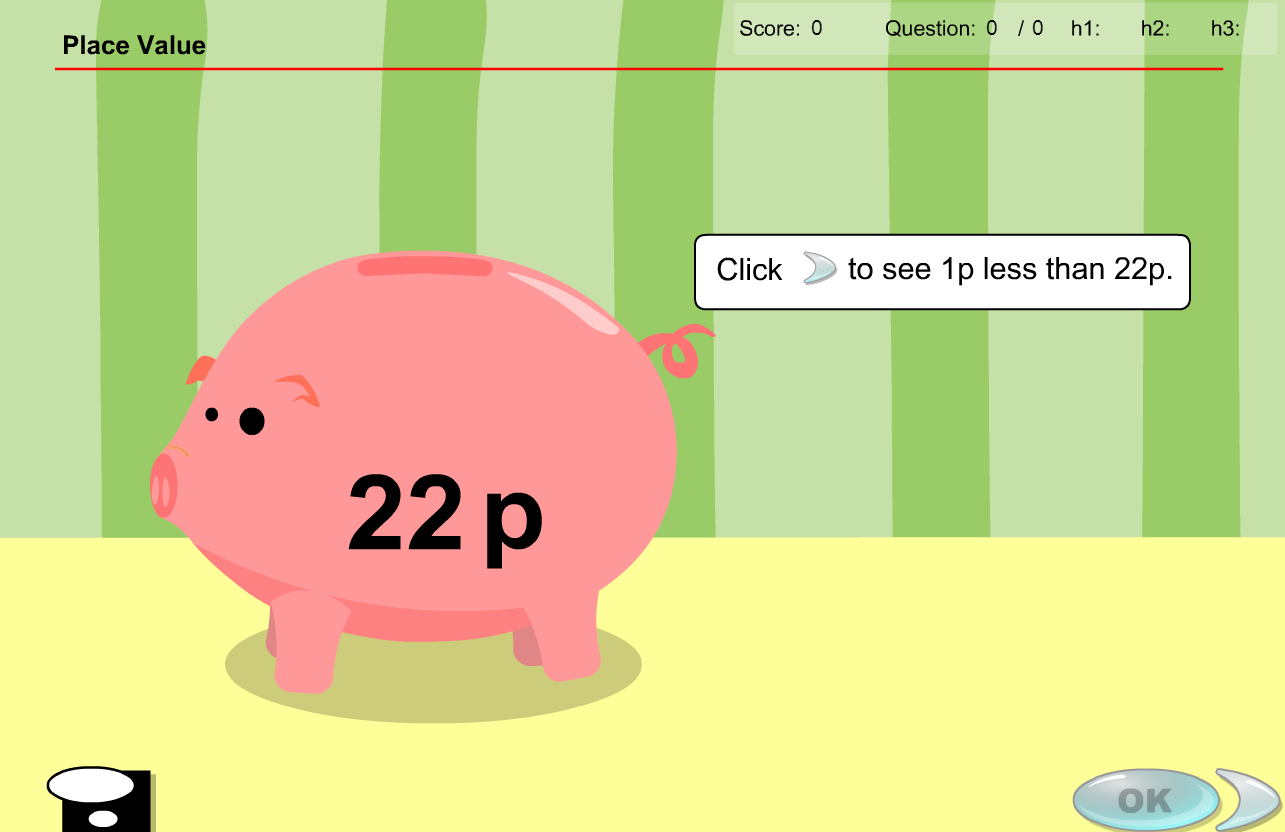 Place Value
Score: 0 Question: 0 / 0 h1: h2: h3:
Click to see 1p less than 22p.
22 p
OK